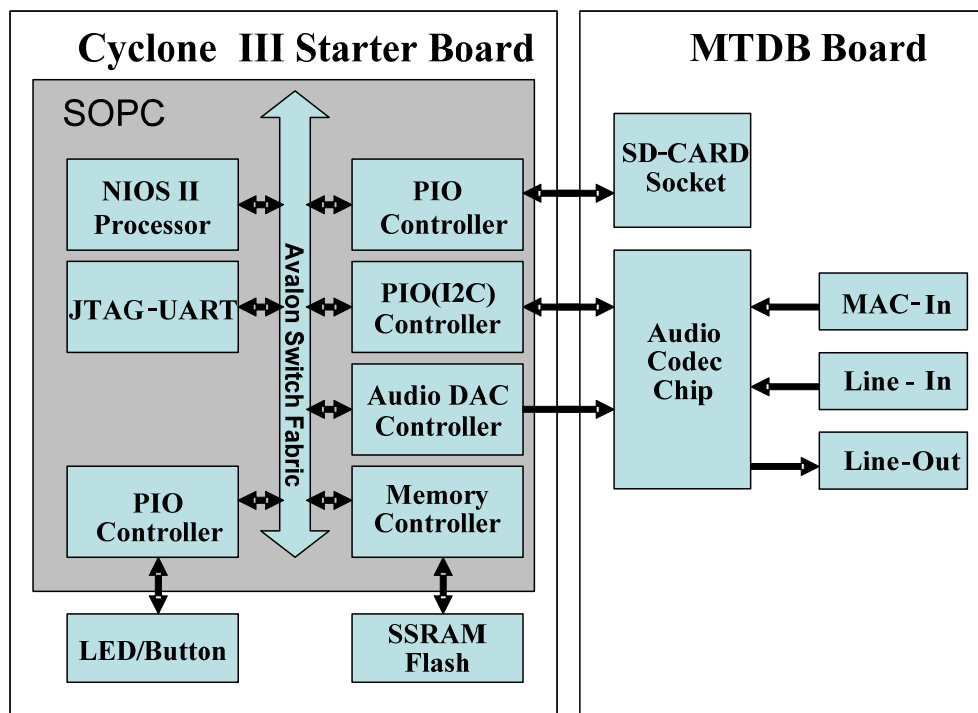 Cyclone III Starter Board
MTDB Board
SOPC
NIOS II
Processor
JTAG-UART
PIO
Controller
Avalon Switch Fabric
PIO
Controller
PIO(I2C)
Controller
Audio DAC
Controller
Memory
Controller
LED/Button
SSRAM
Flash
SD-CARD
Socket
Audio
Codec
Chip
MAC-In
Line - In
Line-Out